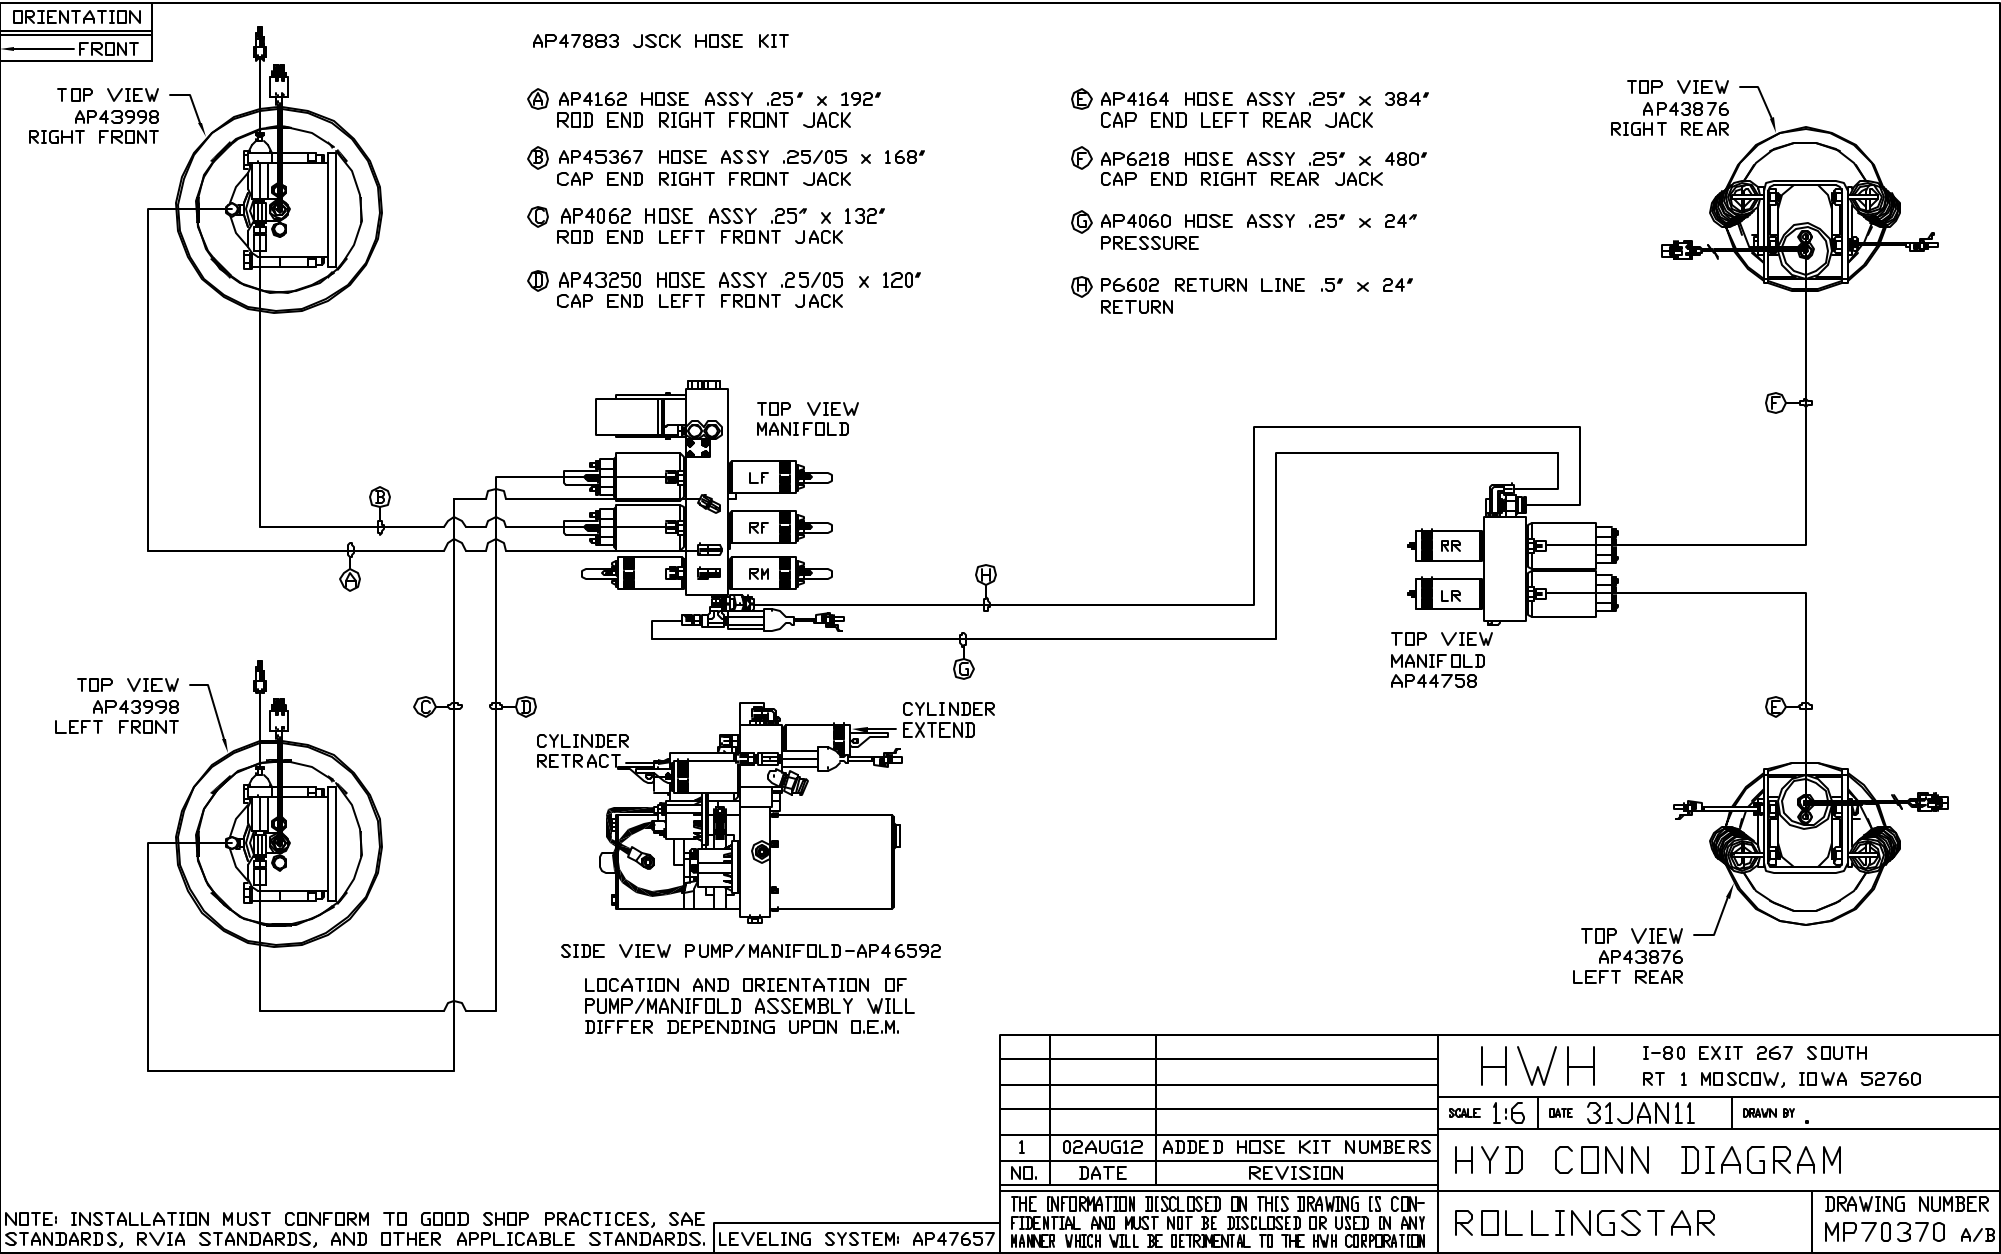 ORIENTATION
FRONT
AP47883 JSCK HOSE KIT
TOP VIEW
AP43998
RIGHT FRONT
A AP4162 HOSE ASSY .25" x 192"
ROD END RIGHT FRONT JACK
B AP45367 HOSE ASSY .25/05 x 168"
CAP END RIGHT FRONT JACK
C AP4062 HOSE ASSY .25" x 132"
ROD END LEFT FRONT JACK
D AP43250 HOSE ASSY .25/05 x 120"
CAP END LEFT FRONT JACK
E AP4164 HOSE ASSY .25" x 384"
CAP END LEFT REAR JACK
F AP6218 HOSE ASSY .25" x 480"
CAP END RIGHT REAR JACK
G AP4060 HOSE ASSY .25" x 24"
PRESSURE
H P6602 RETURN LINE .5" x 24"
RETURN
TOP VIEW
AP43876
RIGHT REAR
TOP VIEW
MANIFOLD
F
LF
B
RF
A
RM
H
G
RR
LR
TOP VIEW
MANIFOLD
AP44758
TOP VIEW
AP43998
LEFT FRONT
C
D
E
CYLINDER
EXTEND
CYLINDER
RETRACT
SIDE VIEW PUMP/MANIFOLD-AP46592
LOCATION AND ORIENTATION OF
PUMP/MANIFOLD ASSEMBLY WILL
DIFFER DEPENDING UPON O.E.M.
TOP VIEW
AP43876
LEFT REAR
HWH
I-80 EXIT 267 SOUTH
RT 1 MOSCOW, IOWA 52760
SCALE 1:6 DATE 31JAN11 DRAWN BY .
1 02AUG12 ADDED HOSE KIT NUMBERS
NO. DATE REVISION
HYD CONN DIAGRAM
THE INFORMATION DISCLOSED ON THIS DRAWING IS CON-
FIDENTIAL AND MUST NOT BE DISCLOSED OR USED IN ANY
MANNER WHICH WILL BE DETRIMENTAL TO THE HWH CORPORATION
ROLLINGSTAR
DRAWING NUMBER
MP70370 A/B
NOTE: INSTALLATION MUST CONFORM TO GOOD SHOP PRACTICES, SAE
STANDARDS, RVIA STANDARDS, AND OTHER APPLICABLE STANDARDS.
LEVELING SYSTEM: AP47657